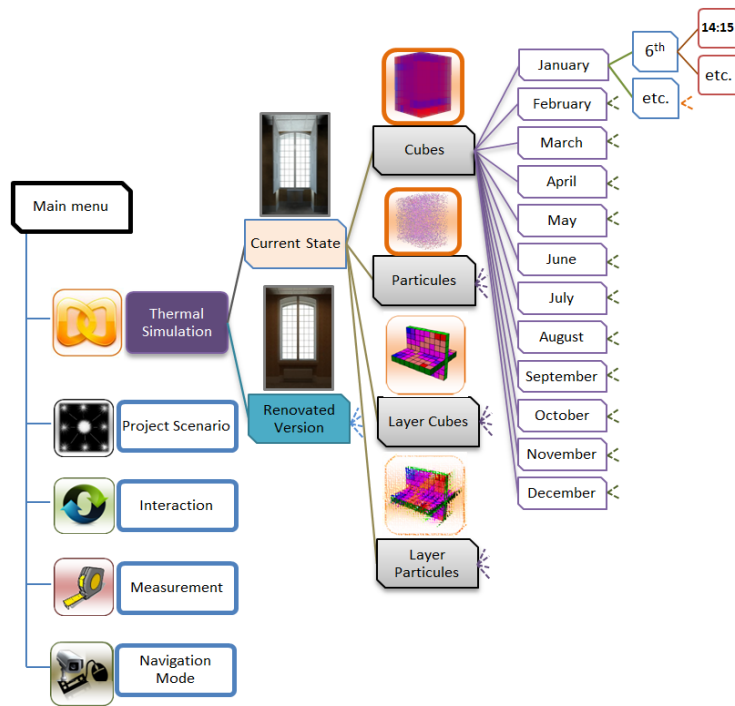 Main menu
Thermal
Simulation
Project Scenario
Interaction
Measurement
Navigation
Mode
Current State
Renovated
Version
Cubes
Particules
Layer Cubes
Layer
Particules
January
February
March
April
May
June
July
August
September
October
November
December
6th
etc.
14:15
etc.